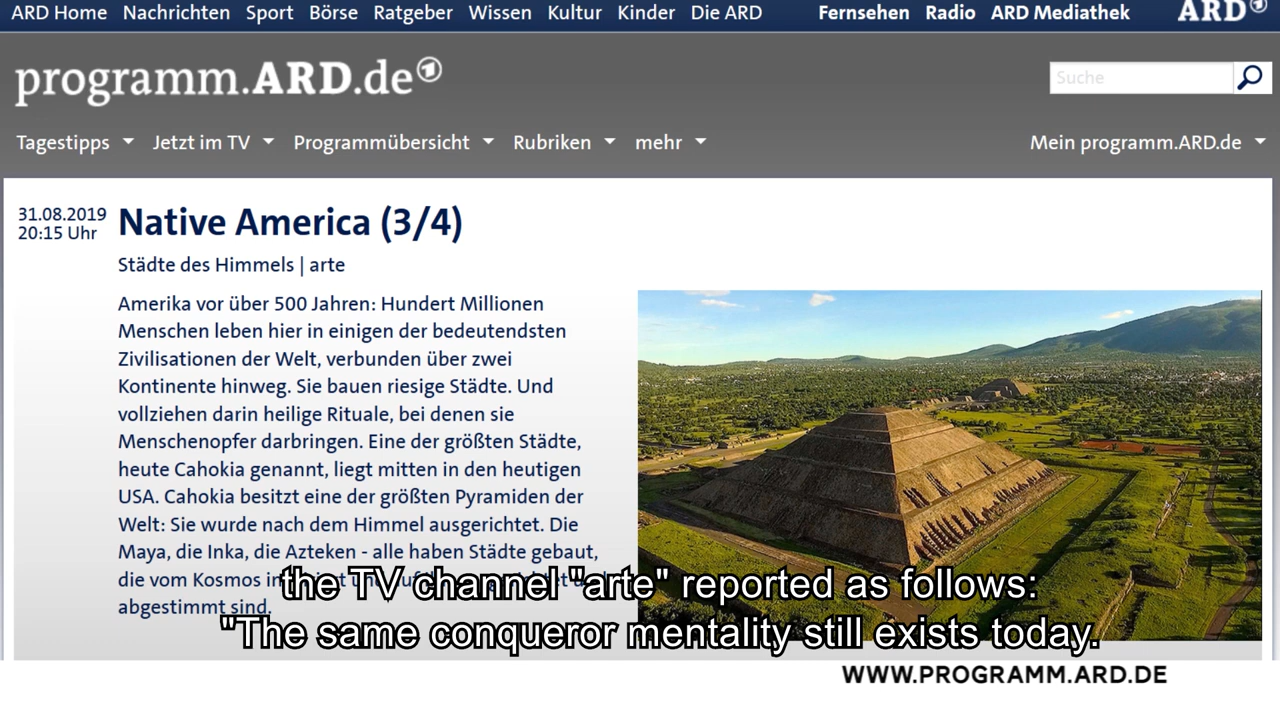 ARD Home Nachrichten Sport Börse Ratgeber Wissen Kultur Kinder Die ARD Fernsehen Radio ARD Mediathek ARD
programm.ARD.de
Suche
Tagestipps Jetzt im TV Programmübersicht Rubriken mehr Mein programm.ARD.de
31.08.2019
20:15 Uhr
Native America (3/4)
Städte des Himmels | arte
Amerika vor über 500 Jahren: Hundert Millionen
Menschen leben hier in einigen der bedeutendsten
Zivilisationen der Welt, verbunden über zwei
Kontinente hinweg. Sie bauen riesige Städte. Und
vollziehen darin heilige Rituale, bei denen sie
Menschenopfer darbringen. Eine der größten Städte,
heute Cahokia genannt, liegt mitten in den heutigen
USA. Cahokia besitzt eine der größten Pyramiden der
Welt: Sie wurde nach dem Himmel ausgerichtet. Die
Maya, die Inka, die Azteken - alle haben Städte gebaut,
die vom Kosmos
abgestimmt sind.
the TV channel "arte" reported as follows:
"The same conqueror mentality still exists today.
WWW.PROGRAMM.ARD.DE